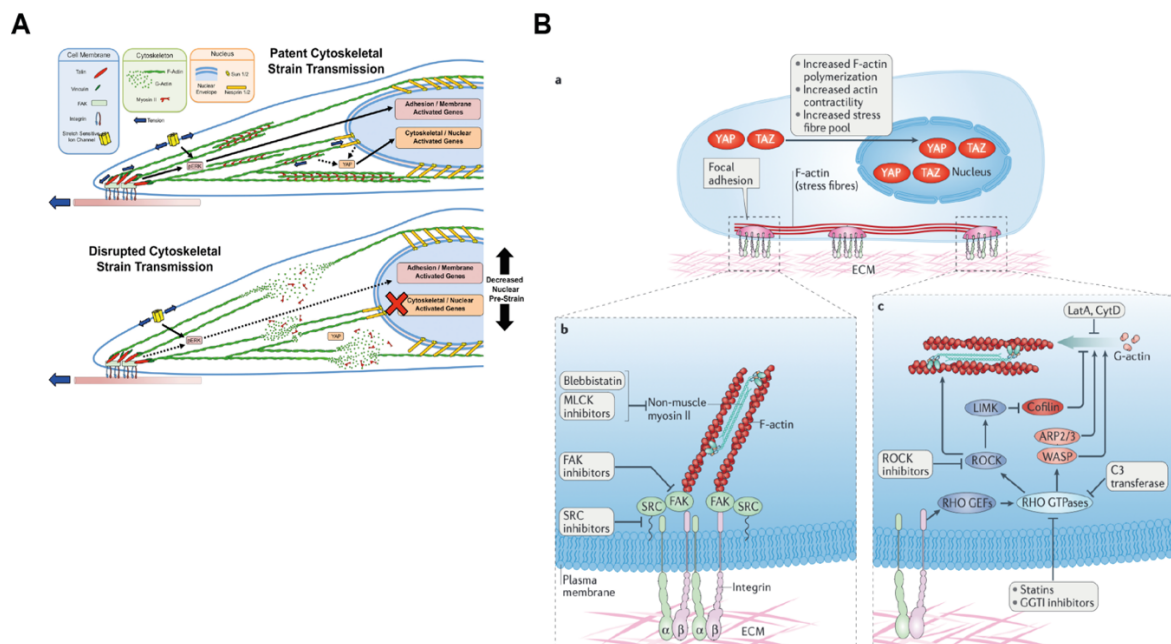 A
Cell Membrane
Talin
Vinculin
FAK
Integrin
Stretch Sensitive
Ion Channel
Cytoskeleton
F-Actin
G-Actin
Myosin II
Tension
Nucleus
Nuclear
Envelope
Sun 1/2
Nesprin 1/2
Patent Cytoskeletal
Strain Transmission
Adhesion / Membrane
Activated Genes
Cytoskeletal / Nuclear
Activated Genes
pERK
YAP
Disrupted Cytoskeletal
Strain Transmission
Adhesion / Membrane
Activated Genes
Cytoskeletal / Nuclear
Activated Genes
pERK
YAP
Decreased
Nuclear
Pre-Strain
B
a
Increased F-actin
polymerization
Increased actin
contractility
Increased stress
fibre pool
YAP TAZ
YAP TAZ
YAP TAZ
Nucleus
Focal
adhesion
F-actin
(stress fibres)
ECM
b
Blebbistatin
MLCK
inhibitors
Non-muscle
myosin II
F-actin
FAK
inhibitors
SRC
inhibitors
SRC FAK FAK SRC
Plasma
membrane
Integrin
α β α β
ECM
c
LatA, CytD
G-actin
LIMK
Cofilin
ARP2/3
WASP
ROCK
inhibitors
ROCK
C3
transferase
RHO GEFs
RHO GTPases
Statins
GGTI inhibitors